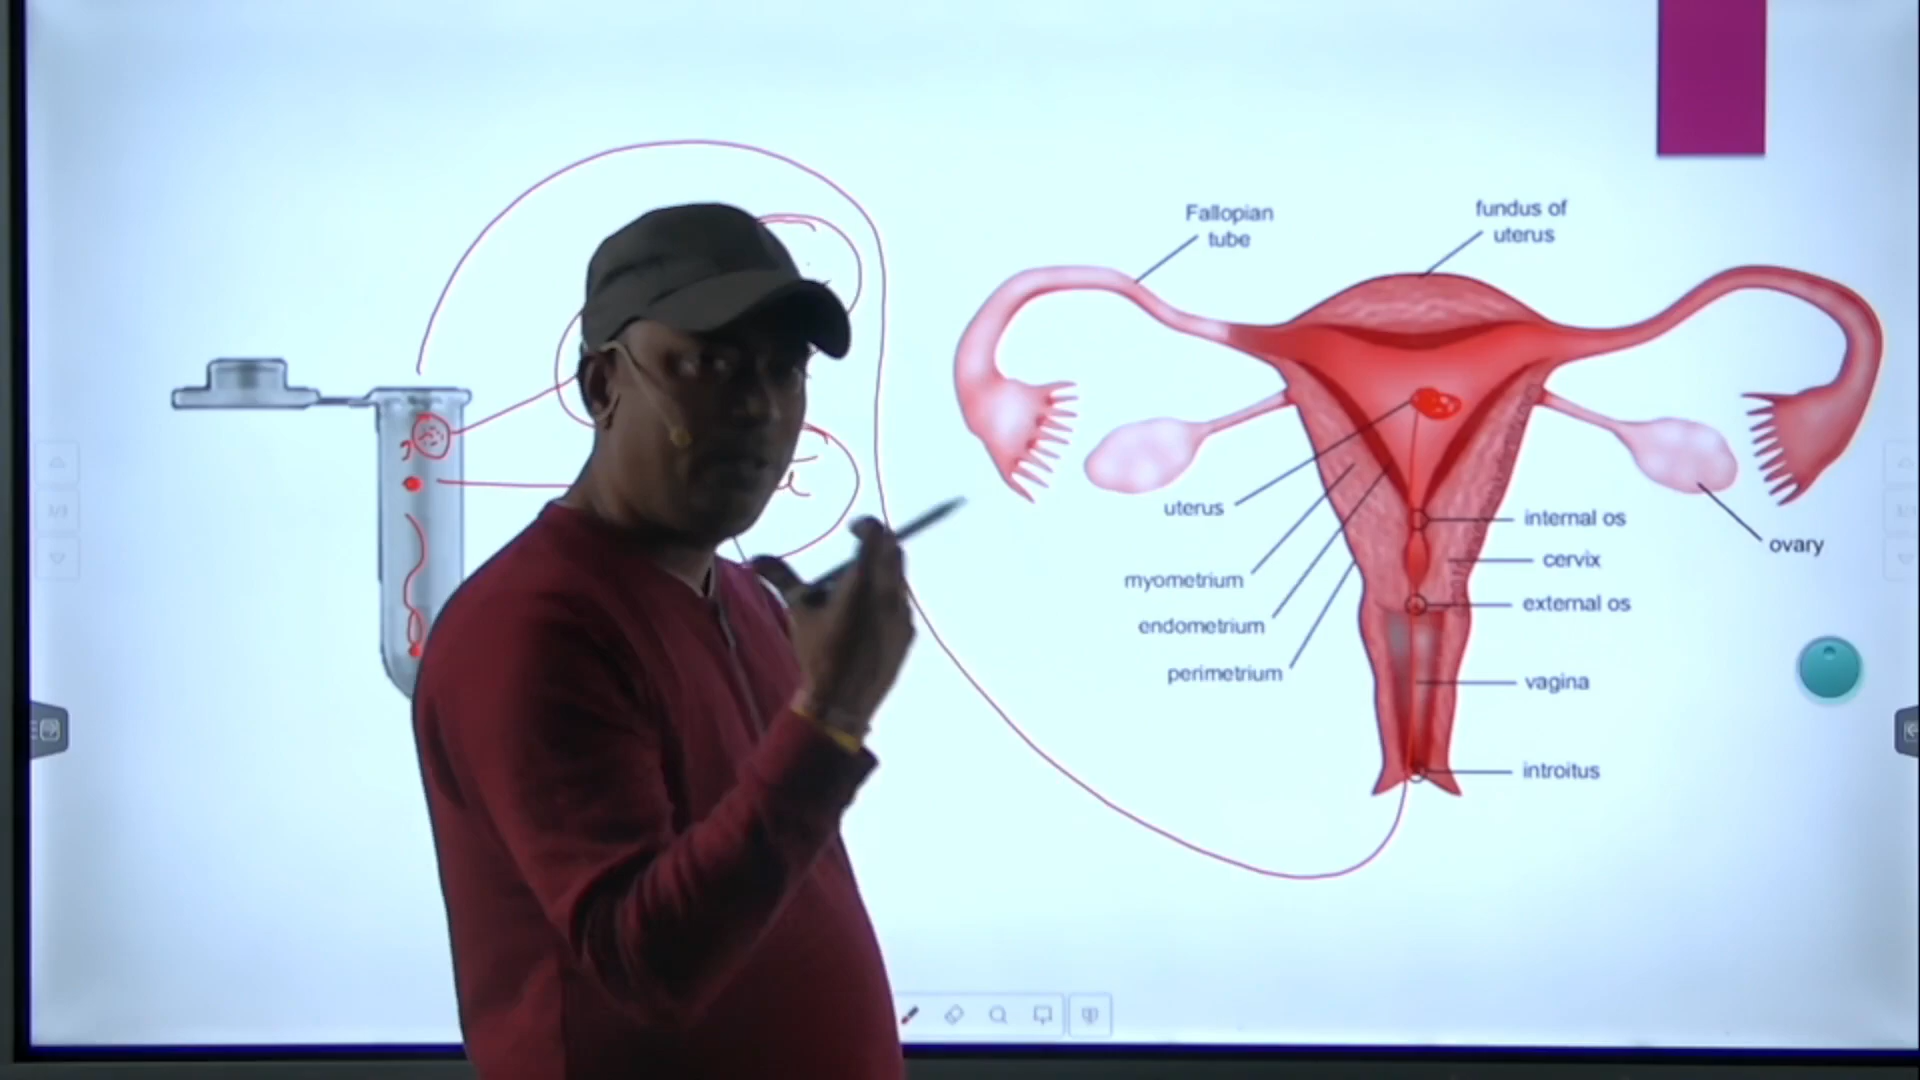 Fallopian
tube
fundus of
uterus
uterus
internal os
ovary
cervix
myometrium
external os
endometrium
perimetrium
vagina
introitus